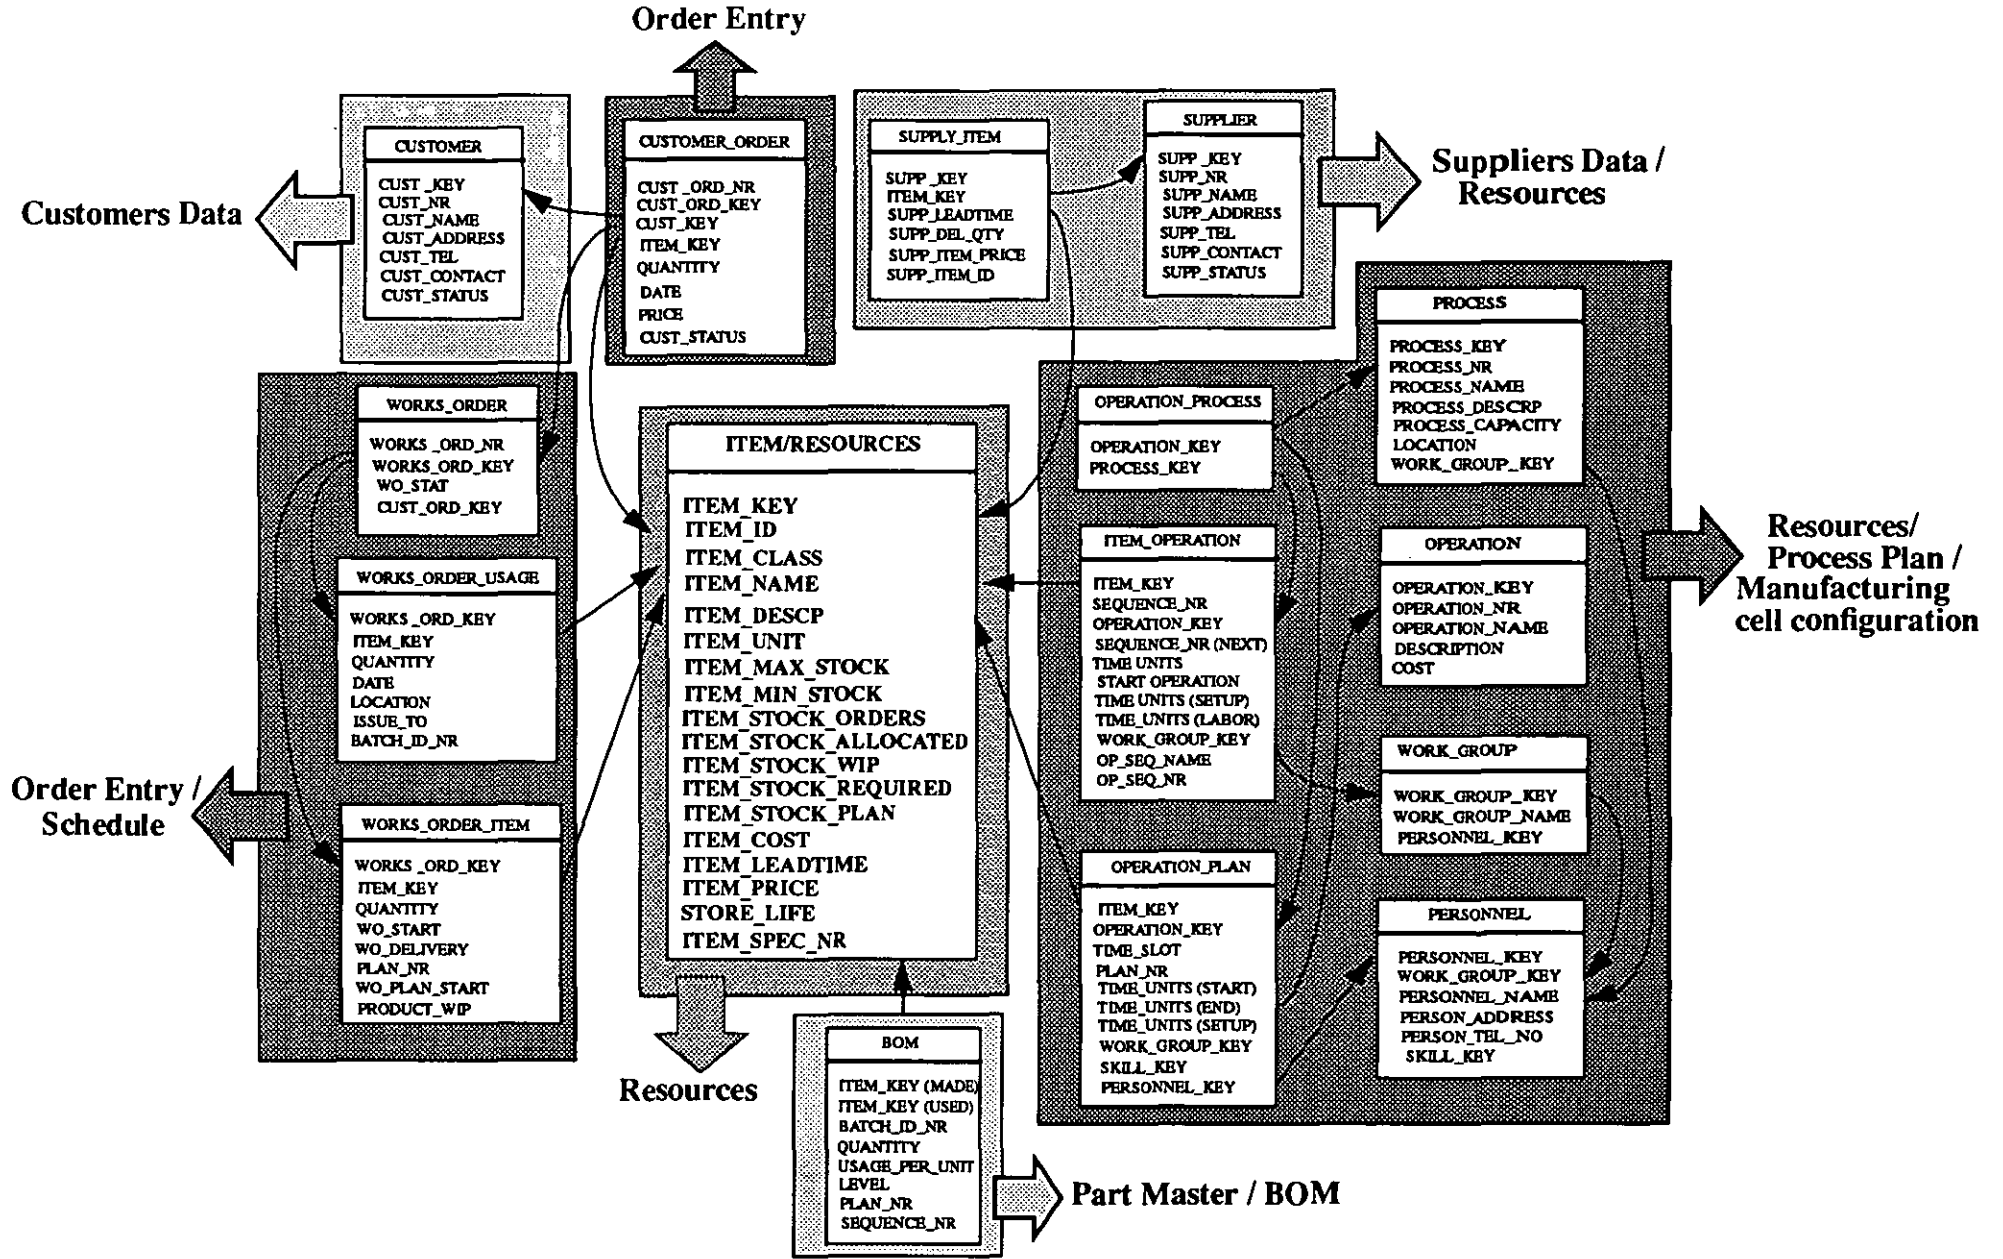 Order Entry
CUSTOMER
CUST_KEY
CUST_NR
CUST_NAME
CUST_ADDRESS
CUST_TEL
CUST_CONTACT
CUST_STATUS
Customers Data
CUSTOMER_ORDER
CUST_ORD_NR
CUST_ORD_KEY
CUST_KEY
ITEM_KEY
QUANTITY
DATE
PRICE
CUST_STATUS
SUPPLY_ITEM
SUPP_KEY
ITEM_KEY
SUPP_LEADTIME
SUPP_DEL_QTY
SUPP_ITEM_PRICE
SUPP_ITEM_ID
SUPPLIER
SUPP_KEY
SUPP_NR
SUPP_NAME
SUPP_ADDRESS
SUPP_TEL
SUPP_CONTACT
SUPP_STATUS
Suppliers Data /
Resources
WORKS_ORDER
WORKS_ORD_NR
WORKS_ORD_KEY
WO_STAT
CUST_ORD_KEY
WORKS_ORDER_USAGE
WORKS_ORD_KEY
ITEM_KEY
QUANTITY
DATE
LOCATION
ISSUE_TO
BATCH_ID_NR
Order Entry /
Schedule
WORKS_ORDER_ITEM
WORKS_ORD_KEY
ITEM_KEY
QUANTITY
WO_START
WO_DELIVERY
PLAN_NR
WO_PLAN_START
PRODUCT_WIP
ITEM/RESOURCES
ITEM_KEY
ITEM_ID
ITEM_CLASS
ITEM_NAME
ITEM_DESCP
ITEM_UNIT
ITEM_MAX_STOCK
ITEM_MIN_STOCK
ITEM_STOCK_ORDERS
ITEM_STOCK_ALLOCATED
ITEM_STOCK_WIP
ITEM_STOCK_REQUIRED
ITEM_STOCK_PLAN
ITEM_COST
ITEM_LEADTIME
ITEM_PRICE
STORE_LIFE
ITEM_SPEC_NR
Resources
BOM
ITEM_KEY (MADE)
ITEM_KEY (USED)
BATCH_ID_NR
QUANTITY
USAGE_PER_UNIT
LEVEL
PLAN_NR
SEQUENCE_NR
Part Master / BOM
OPERATION_PROCESS
OPERATION_KEY
PROCESS_KEY
ITEM_OPERATION
ITEM_KEY
SEQUENCE_NR
OPERATION_KEY
SEQUENCE_NR (NEXT)
TIME UNITS
START OPERATION
TIME UNITS (SETUP)
TIME_UNITS (LABOR)
WORK_GROUP_KEY
OP_SEQ_NAME
OP_SEQ_NR
OPERATION_PLAN
ITEM_KEY
OPERATION_KEY
TIME_SLOT
PLAN_NR
TIME_UNITS (START)
TIME_UNITS (END)
TIME_UNITS (SETUP)
WORK_GROUP_KEY
SKILL_KEY
PERSONNEL_KEY
PROCESS
PROCESS_KEY
PROCESS_NR
PROCESS_NAME
PROCESS_DESCRP
PROCESS_CAPACITY
LOCATION
WORK_GROUP_KEY
OPERATION
OPERATION_KEY
OPERATION_NR
OPERATION_NAME
DESCRIPTION
COST
WORK_GROUP
WORK_GROUP_KEY
WORK_GROUP_NAME
PERSONNEL_KEY
PERSONNEL
PERSONNEL_KEY
WORK_GROUP_KEY
PERSONNEL_NAME
PERSON_ADDRESS
PERSON_TEL_NO
SKILL_KEY
Resources/
Process Plan /
Manufacturing
cell configuration